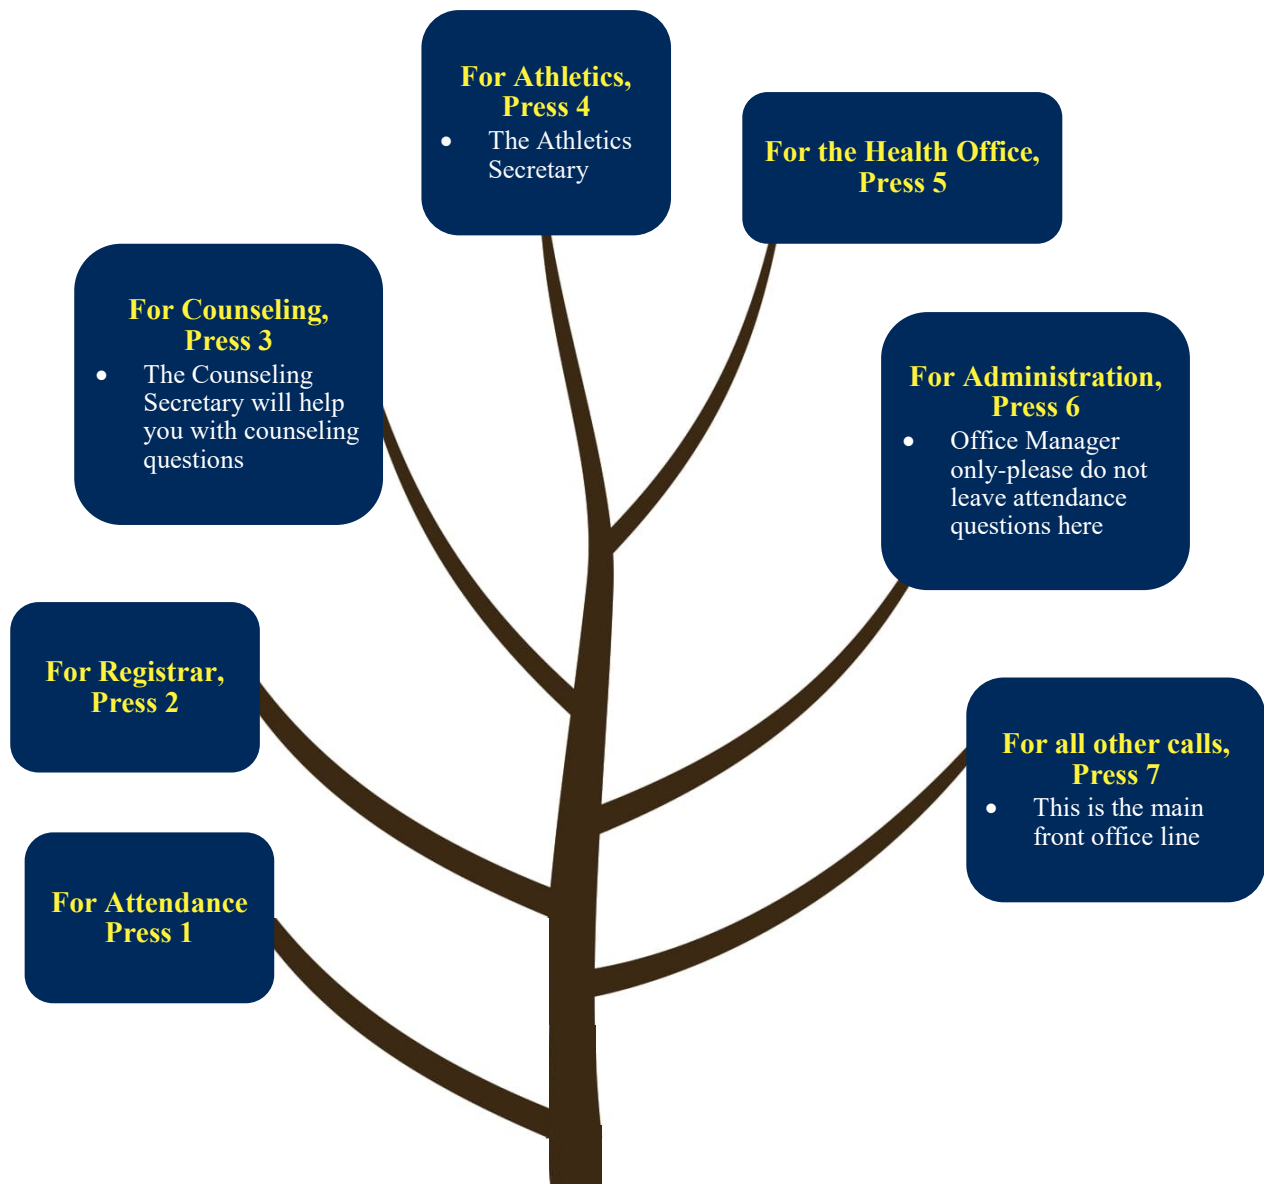 For Athletics,
Press 4
• The Athletics
Secretary
For the Health Office,
Press 5
For Counseling,
Press 3
• The Counseling
Secretary will help
you with counseling
questions
For Administration,
Press 6
• Office Manager
only-please do not
leave attendance
questions here
For Registrar,
Press 2
For all other calls,
Press 7
• This is the main
front office line
For Attendance
Press 1